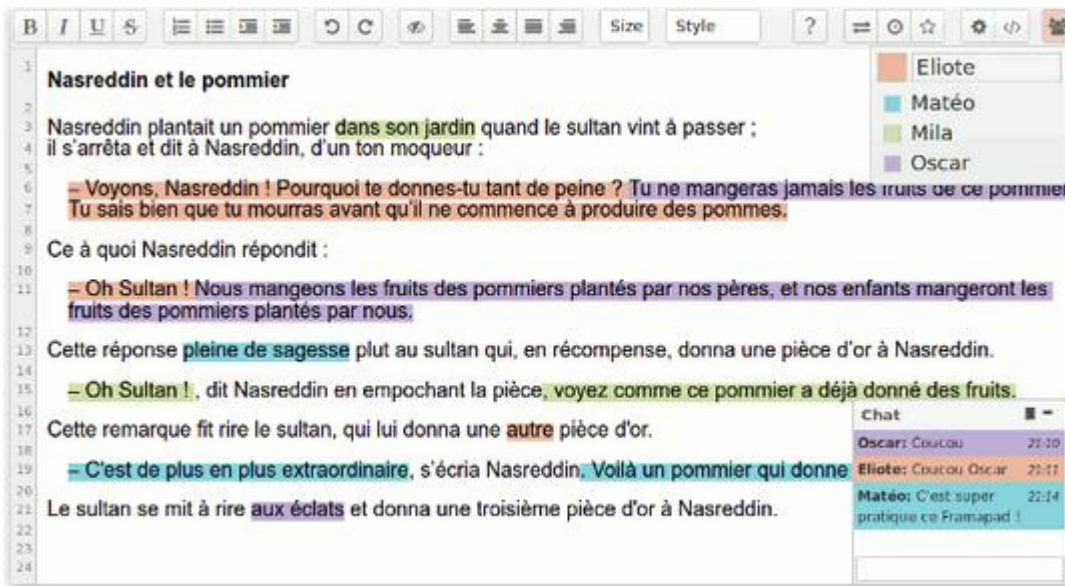 B I U S Size Style ?
Eliote
Matéo
Mila
Oscar
1
Nasreddin et le pommier
2
3 Nasreddin plantait un pommier dans son jardin quand le sultan vint à passer ;
4 il s'arrêta et dit à Nasreddin, d'un ton moqueur :
5
6 – Voyons, Nasreddin ! Pourquoi te donnes-tu tant de peine ? Tu ne mangeras jamais les fruits de ce pommier
7 Tu sais bien que tu mourras avant qu'il ne commence à produire des pommes.
8
9 Ce à quoi Nasreddin répondit :
10
11 – Oh Sultan ! Nous mangeons les fruits des pommiers plantés par nos pères, et nos enfants mangeront les
fruits des pommiers plantés par nous.
12
13 Cette réponse pleine de sagesse plut au sultan qui, en récompense, donna une pièce d'or à Nasreddin.
14
15 – Oh Sultan ! , dit Nasreddin en empochant la pièce, voyez comme ce pommier a déjà donné des fruits.
16
17 Cette remarque fit rire le sultan, qui lui donna une autre pièce d'or.
18
19 – C'est de plus en plus extraordinaire, s'écria Nasreddin. Voilà un pommier qui donne
20
21 Le sultan se mit à rire aux éclats et donna une troisième pièce d'or à Nasreddin.
22
23
24
Chat
Oscar: Coucou 21:10
Eliote: Coucou Oscar 21:11
Matéo: C'est super 21:14
pratique ce Framapad !